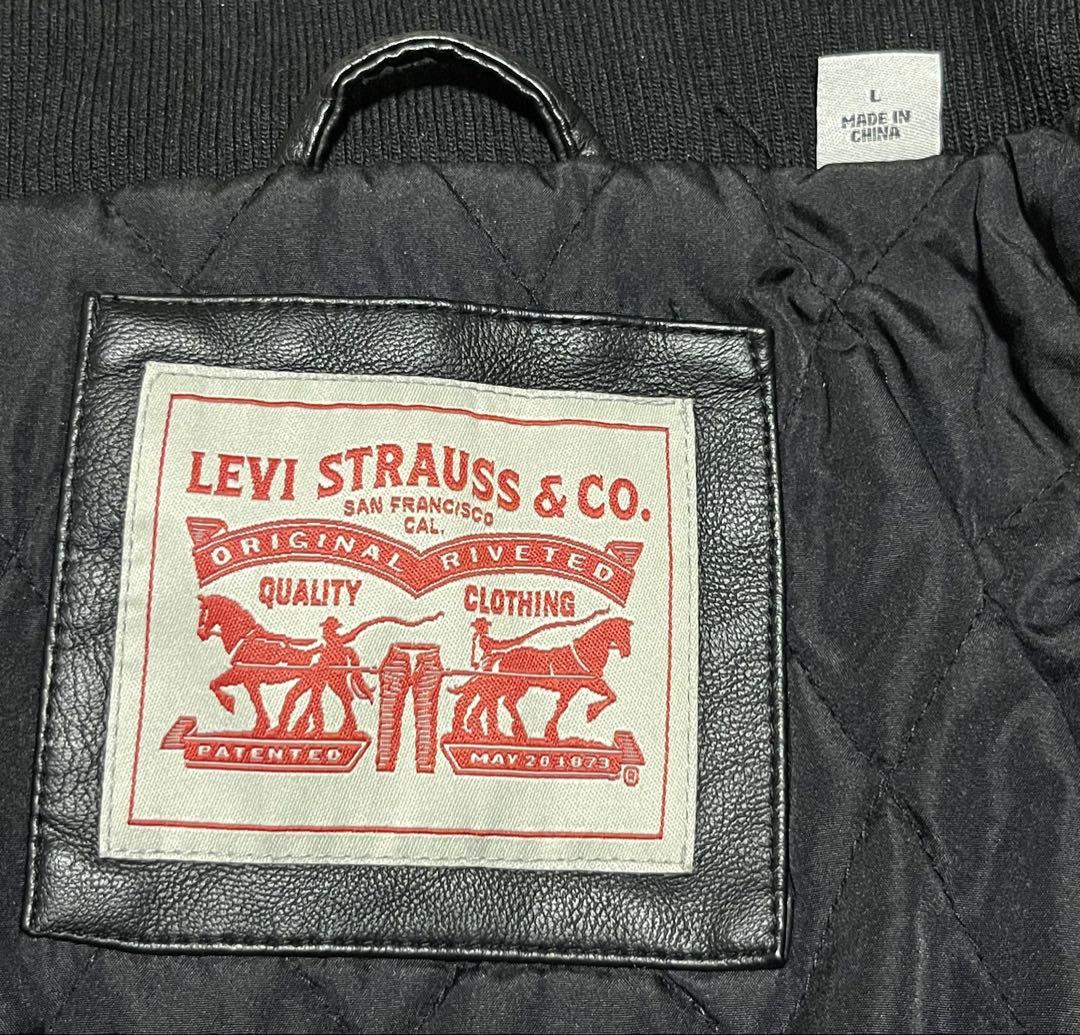 L
MADE IN
CHINA
LEVI STRAUSS & CO.
SAN FRANCISCO
CAL.
ORIGINAL RIVETED
QUALITY CLOTHING
PATENTED MAY 20 1873
®